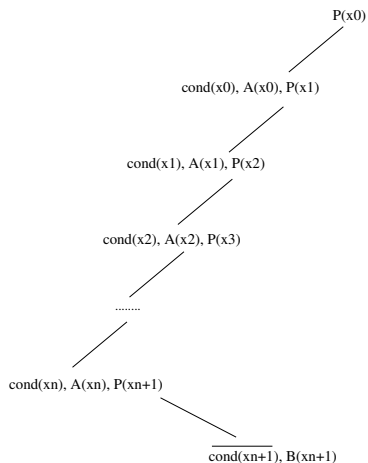 P(x0)
cond(x0), A(x0), P(x1)
cond(x1), A(x1), P(x2)
cond(x2), A(x2), P(x3)
........
cond(xn), A(xn), P(xn+1)
cond(xn+1), B(xn+1)